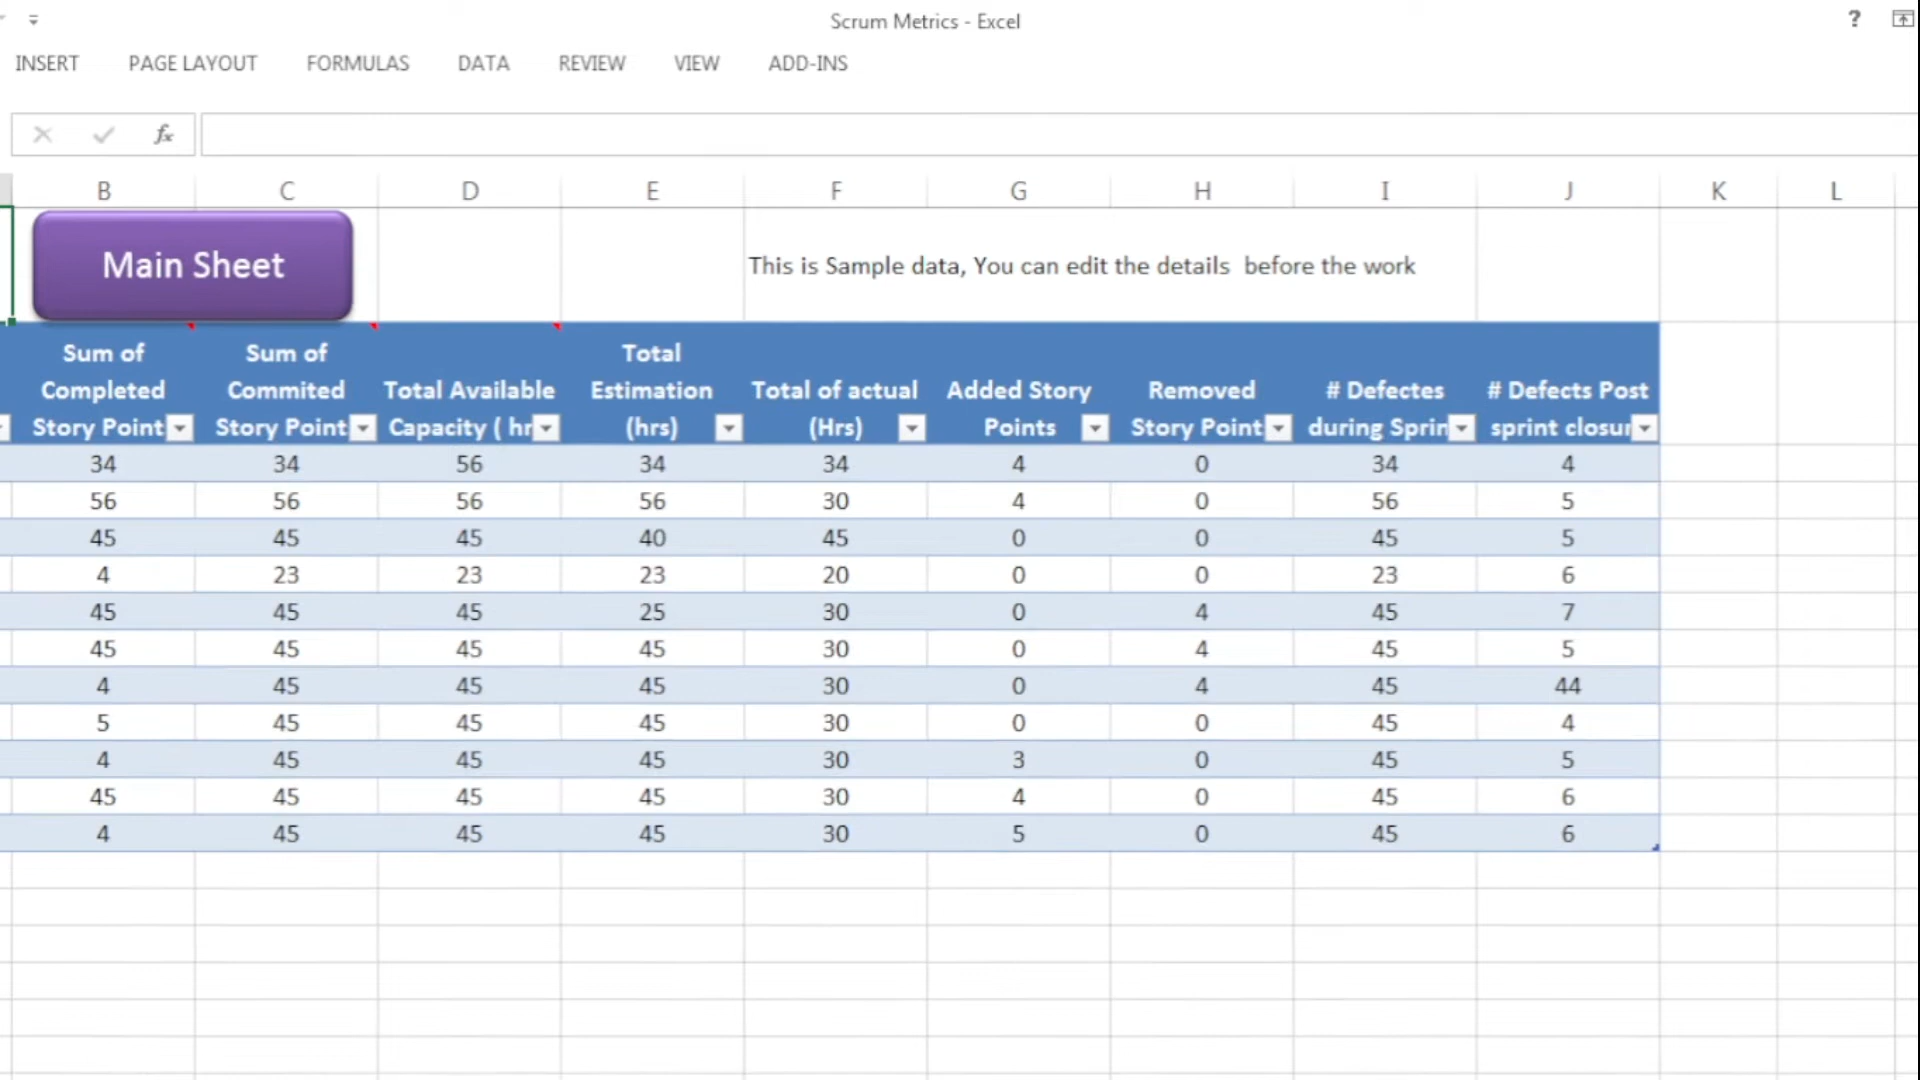 Scrum Metrics - Excel
?
INSERT PAGE LAYOUT FORMULAS DATA REVIEW VIEW ADD-INS
fx
B C D E F G H I J K L
Main Sheet
This is Sample data, You can edit the details before the work
Sum of Completed Story Point
Sum of Commited Story Point
Total Available Capacity ( hr
Total Estimation (hrs)
Total of actual (Hrs)
Added Story Points
Removed Story Point
# Defectes during Sprin
# Defects Post sprint closur
34 34 56 34 34 4 0 34 4
56 56 56 56 30 4 0 56 5
45 45 45 40 45 0 0 45 5
4 23 23 23 20 0 0 23 6
45 45 45 25 30 0 4 45 7
45 45 45 45 30 0 4 45 5
4 45 45 45 30 0 4 45 44
5 45 45 45 30 0 0 45 4
4 45 45 45 30 3 0 45 5
45 45 45 45 30 4 0 45 6
4 45 45 45 30 5 0 45 6